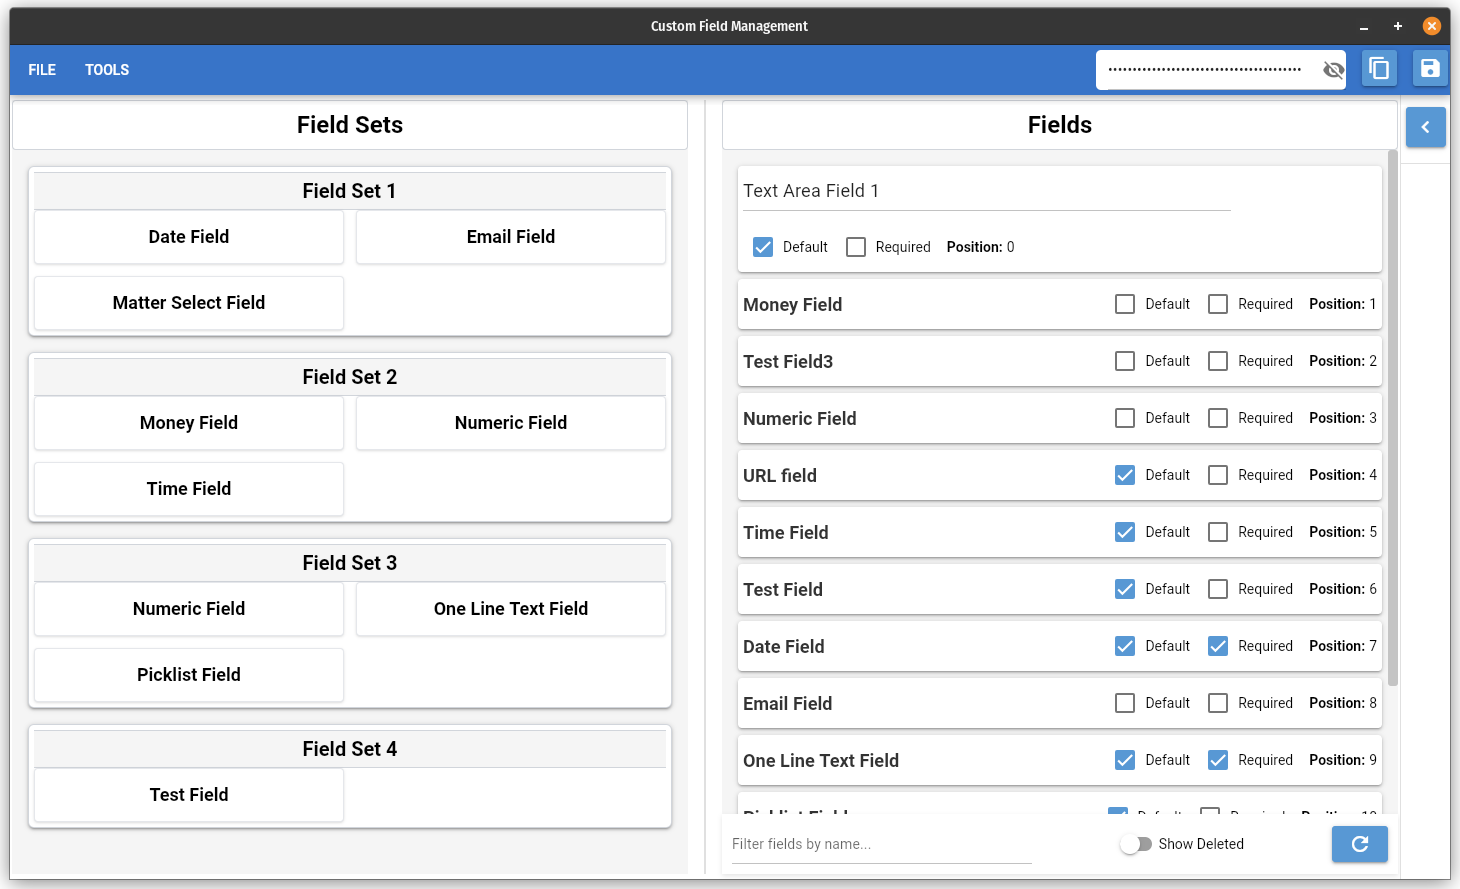 Custom Field Management
FILE TOOLS
Field Sets
Field Set 1
Date Field Email Field
Matter Select Field
Field Set 2
Money Field Numeric Field
Time Field
Field Set 3
Numeric Field One Line Text Field
Picklist Field
Field Set 4
Test Field
Fields
Text Area Field 1
Default Required Position: 0
Money Field Default Required Position: 1
Test Field3 Default Required Position: 2
Numeric Field Default Required Position: 3
URL field Default Required Position: 4
Time Field Default Required Position: 5
Test Field Default Required Position: 6
Date Field Default Required Position: 7
Email Field Default Required Position: 8
One Line Text Field Default Required Position: 9
Picklist Field Default Required Position: 10
Filter fields by name... Show Deleted